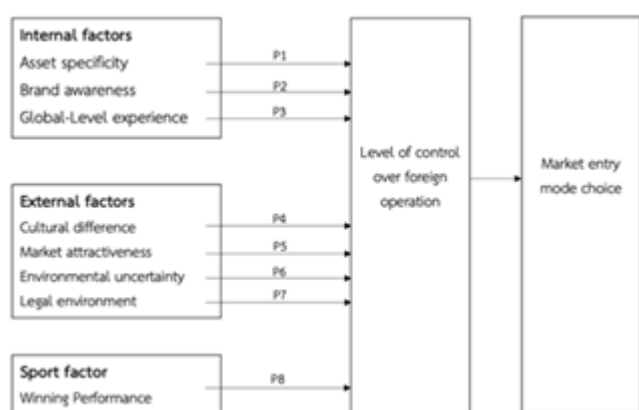 Internal factors
Asset specificity
P1
Brand awareness
P2
Global-Level experience
P3
External factors
Cultural difference
P4
Market attractiveness
P5
Environmental uncertainty
P6
Legal environment
P7
Sport factor
Winning Performance
P8
Level of control
over foreign
operation
Market entry
mode choice